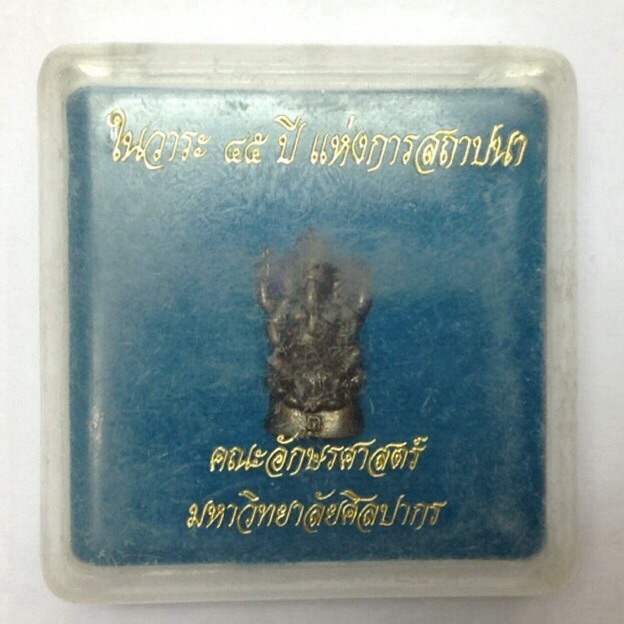 ในวาระ ๔๕ ปี แห่งการสถาปนา
คณะอักษรศาสตร์
มหาวิทยาลัยศิลปากร